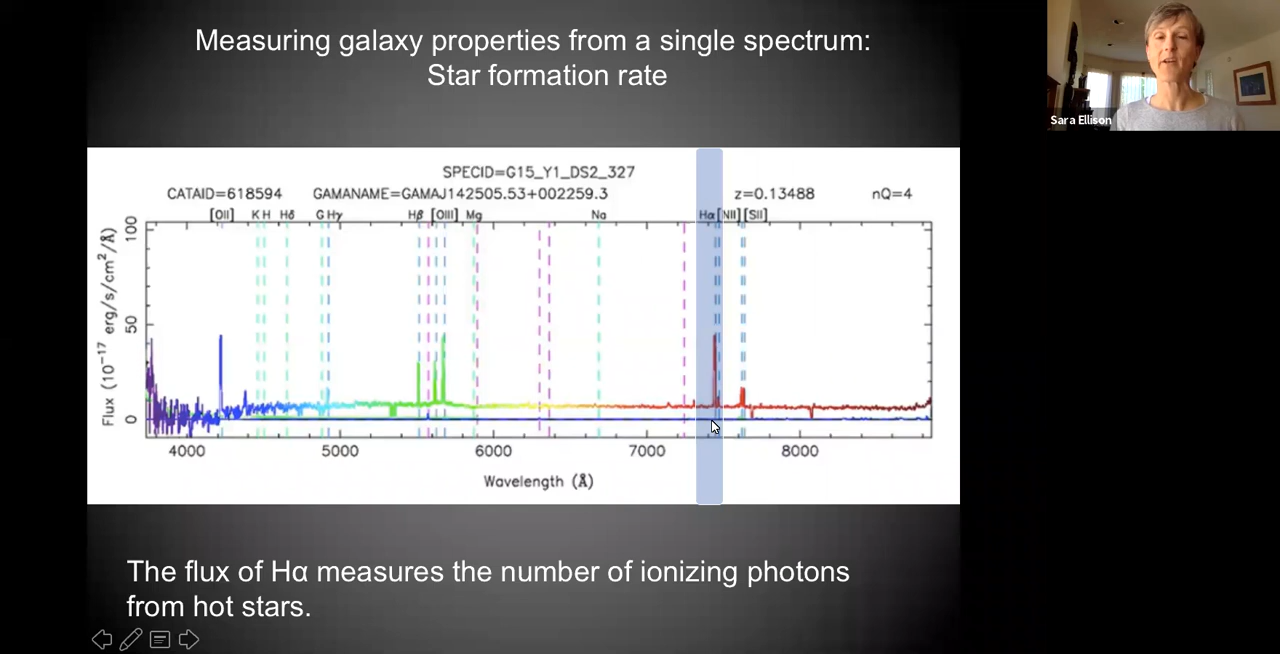 Measuring galaxy properties from a single spectrum:
Star formation rate
Sara Ellison
SPECID=G15_Y1_DS2_327
CATAID=618594 GAMANAME=GAMAJ142505.53+002259.3 z=0.13488 nQ=4
[OII] K H Hδ G Hγ Hβ [OIII] Mg Na Hα [NII] [SII]
100
50
0
Flux (10⁻¹⁷ erg/s/cm²/Å)
4000 5000 6000 7000 8000
Wavelength (Å)
The flux of Hα measures the number of ionizing photons
from hot stars.